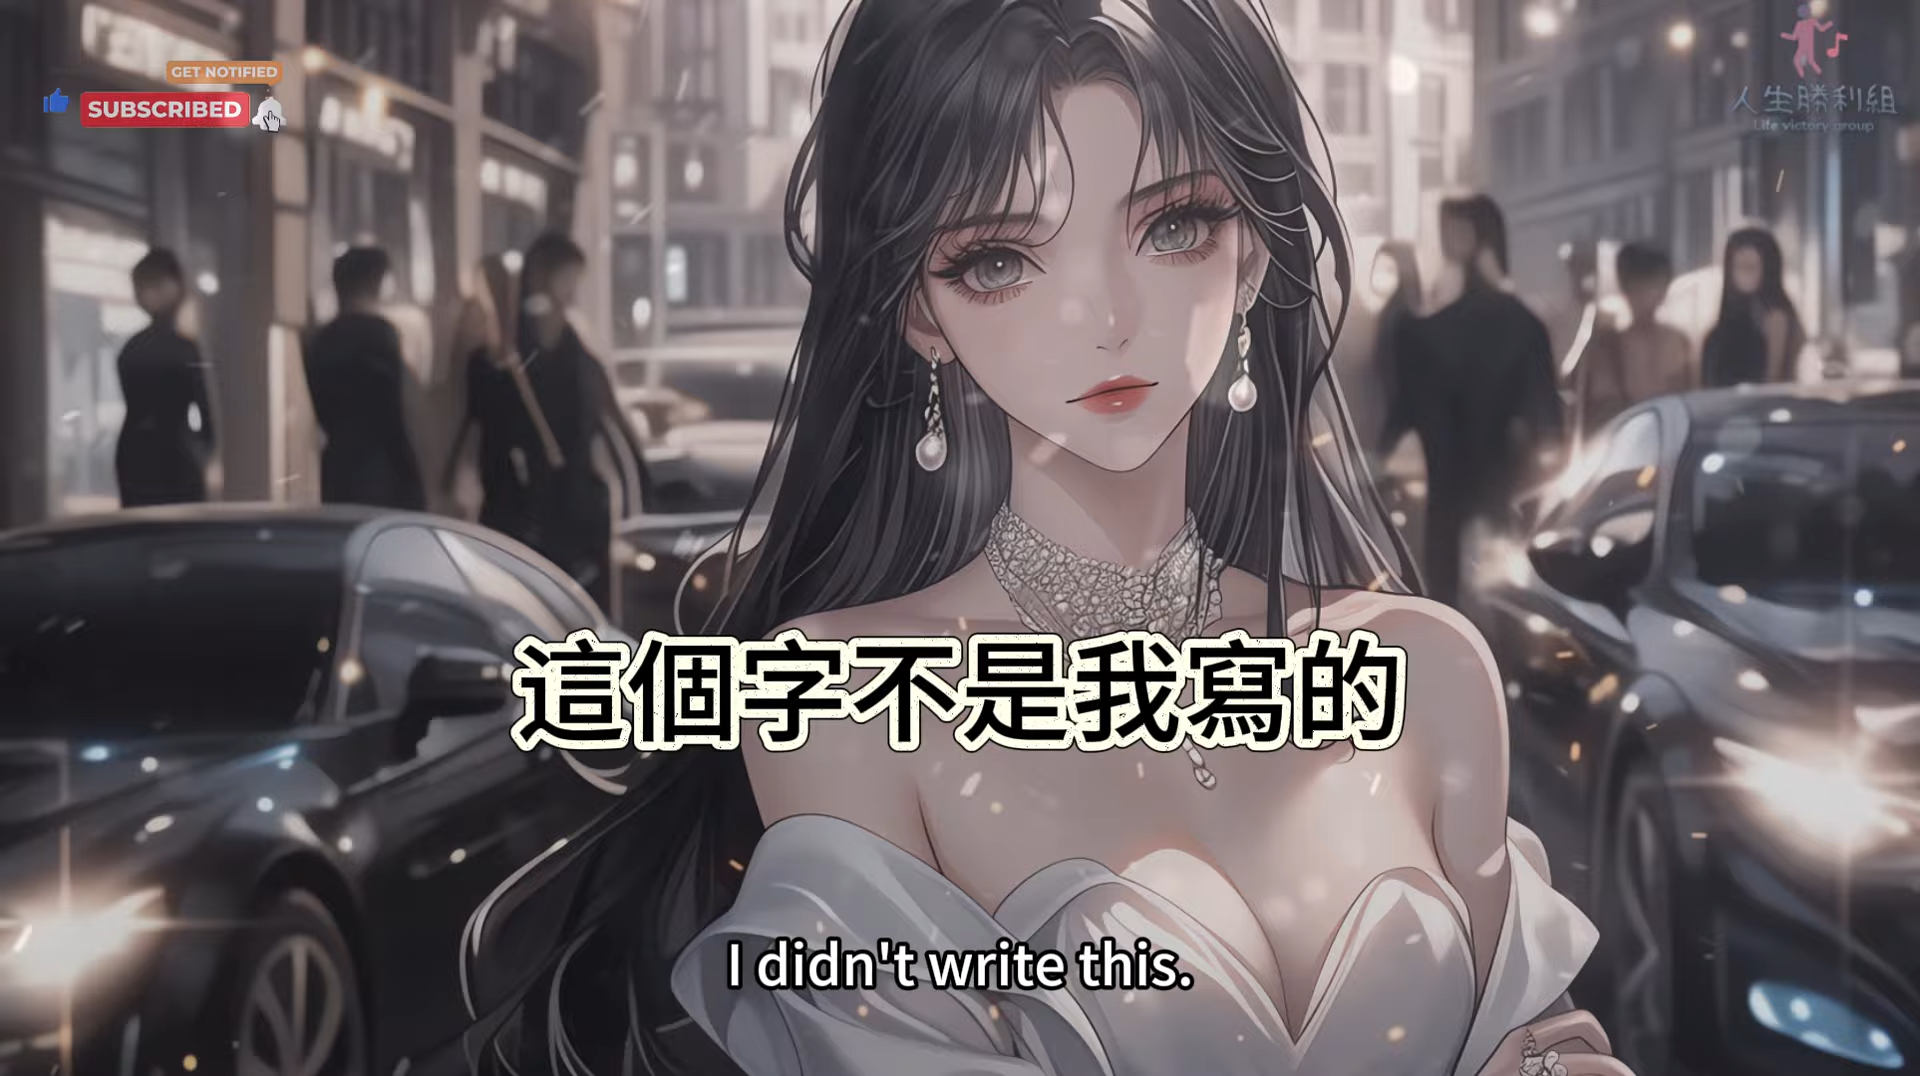 GET NOTIFIED
SUBSCRIBED
人生勝利組
Life victory group
這個字不是我寫的
I didn't write this.